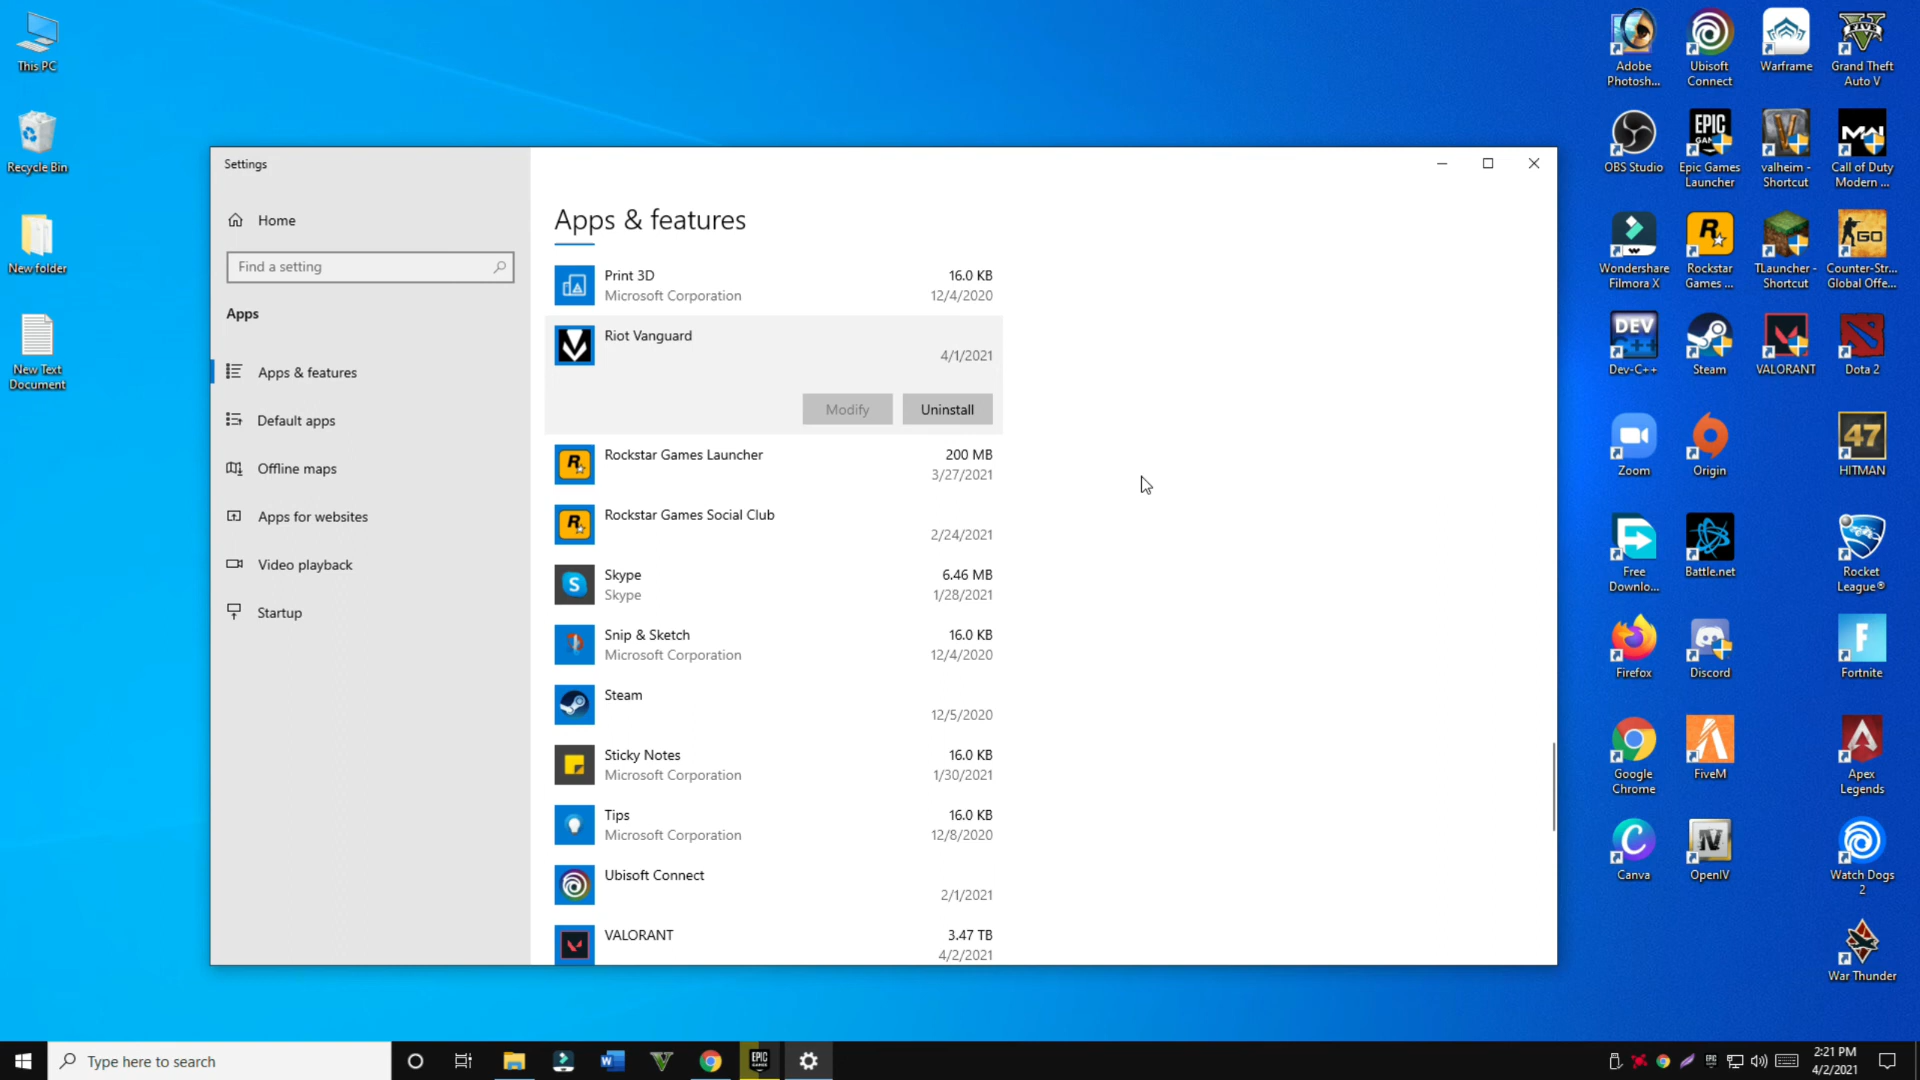 This PC
Recycle Bin
New folder
New Text
Document
Settings
Home
Find a setting
Apps
Apps & features
Default apps
Offline maps
Apps for websites
Video playback
Startup
Apps & features
Print 3D
16.0 KB
Microsoft Corporation
12/4/2020
Riot Vanguard
4/1/2021
Modify
Uninstall
Rockstar Games Launcher
200 MB
3/27/2021
Rockstar Games Social Club
2/24/2021
Skype
6.46 MB
Skype
1/28/2021
Snip & Sketch
16.0 KB
Microsoft Corporation
12/4/2020
Steam
12/5/2020
Sticky Notes
16.0 KB
Microsoft Corporation
1/30/2021
Tips
16.0 KB
Microsoft Corporation
12/8/2020
Ubisoft Connect
2/1/2021
VALORANT
3.47 TB
4/2/2021
Adobe
Photosh...
Ubisoft
Connect
Warframe
Grand Theft
Auto V
OBS Studio
EPIC
Epic Games
Launcher
valheim -
Shortcut
Call of Duty
Modern ...
Wondershare
Filmora X
Rockstar
Games ...
TLauncher -
Shortcut
GO
Counter-Str...
Global Offe...
DEV
C++
Dev-C++
Steam
VALORANT
Dota 2
Zoom
Origin
47
HITMAN
Free
Downlo...
Battle.net
Rocket
League®
Firefox
Discord
Fortnite
Google
Chrome
FiveM
Apex
Legends
Canva
OpenIV
Watch Dogs
2
War Thunder
Type here to search
EPIC
GAMES
2:21 PM
4/2/2021